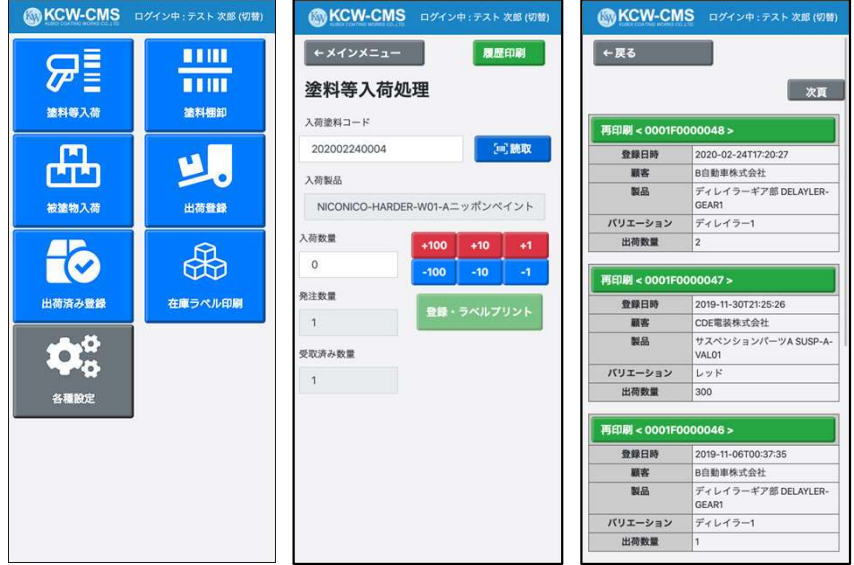 KCW-CMS ログイン中 : テスト 次郎 (切替)
塗料等入荷
塗料棚卸
被塗物入荷
出荷登録
出荷済み登録
在庫ラベル印刷
各種設定
KCW-CMS ログイン中 : テスト 次郎 (切替)
←メインメニュー
履歴印刷
塗料等入荷処理
入荷塗料コード
202002240004
読取
入荷製品
NICONICO-HARDER-W01-Aニッポンペイント
入荷数量
+100 +10 +1
0
-100 -10 -1
発注数量
1
登録・ラベルプリント
受取済み数量
1
KCW-CMS ログイン中 : テスト 次郎 (切替)
←戻る
次頁
再印刷 < 0001F0000048 >
登録日時 2020-02-24T17:20:27
顧客 B自動車株式会社
製品 ディレイラーギア部 DELAYLER-
GEAR1
バリエーション ディレイラー1
出荷数量 2
再印刷 < 0001F0000047 >
登録日時 2019-11-30T21:25:26
顧客 CDE電装株式会社
製品 サスペンションパーツA SUSP-A-
VAL01
バリエーション レッド
出荷数量 300
再印刷 < 0001F0000046 >
登録日時 2019-11-06T00:37:35
顧客 B自動車株式会社
製品 ディレイラーギア部 DELAYLER-
GEAR1
バリエーション ディレイラー1
出荷数量 1